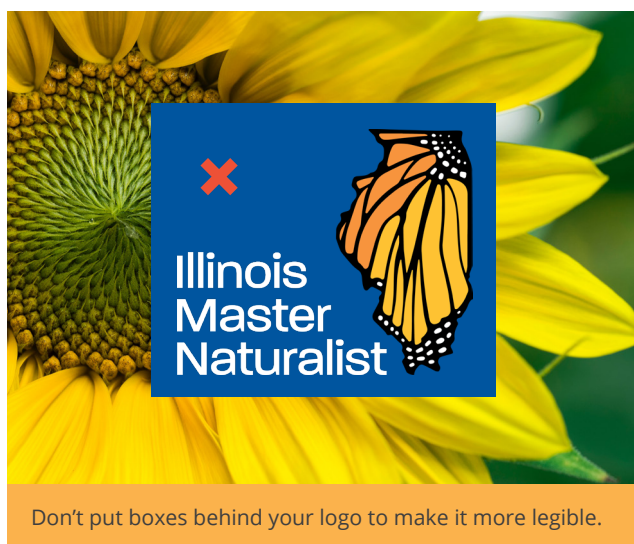 Illinois
Master
Naturalist
Don’t put boxes behind your logo to make it more legible.